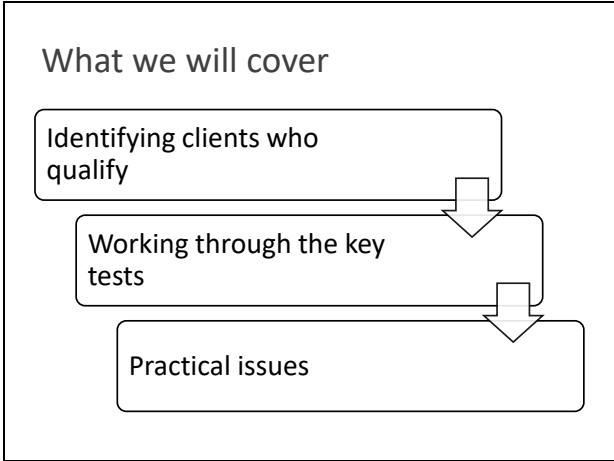 What we will cover
Identifying clients who
qualify
Working through the key
tests
Practical issues